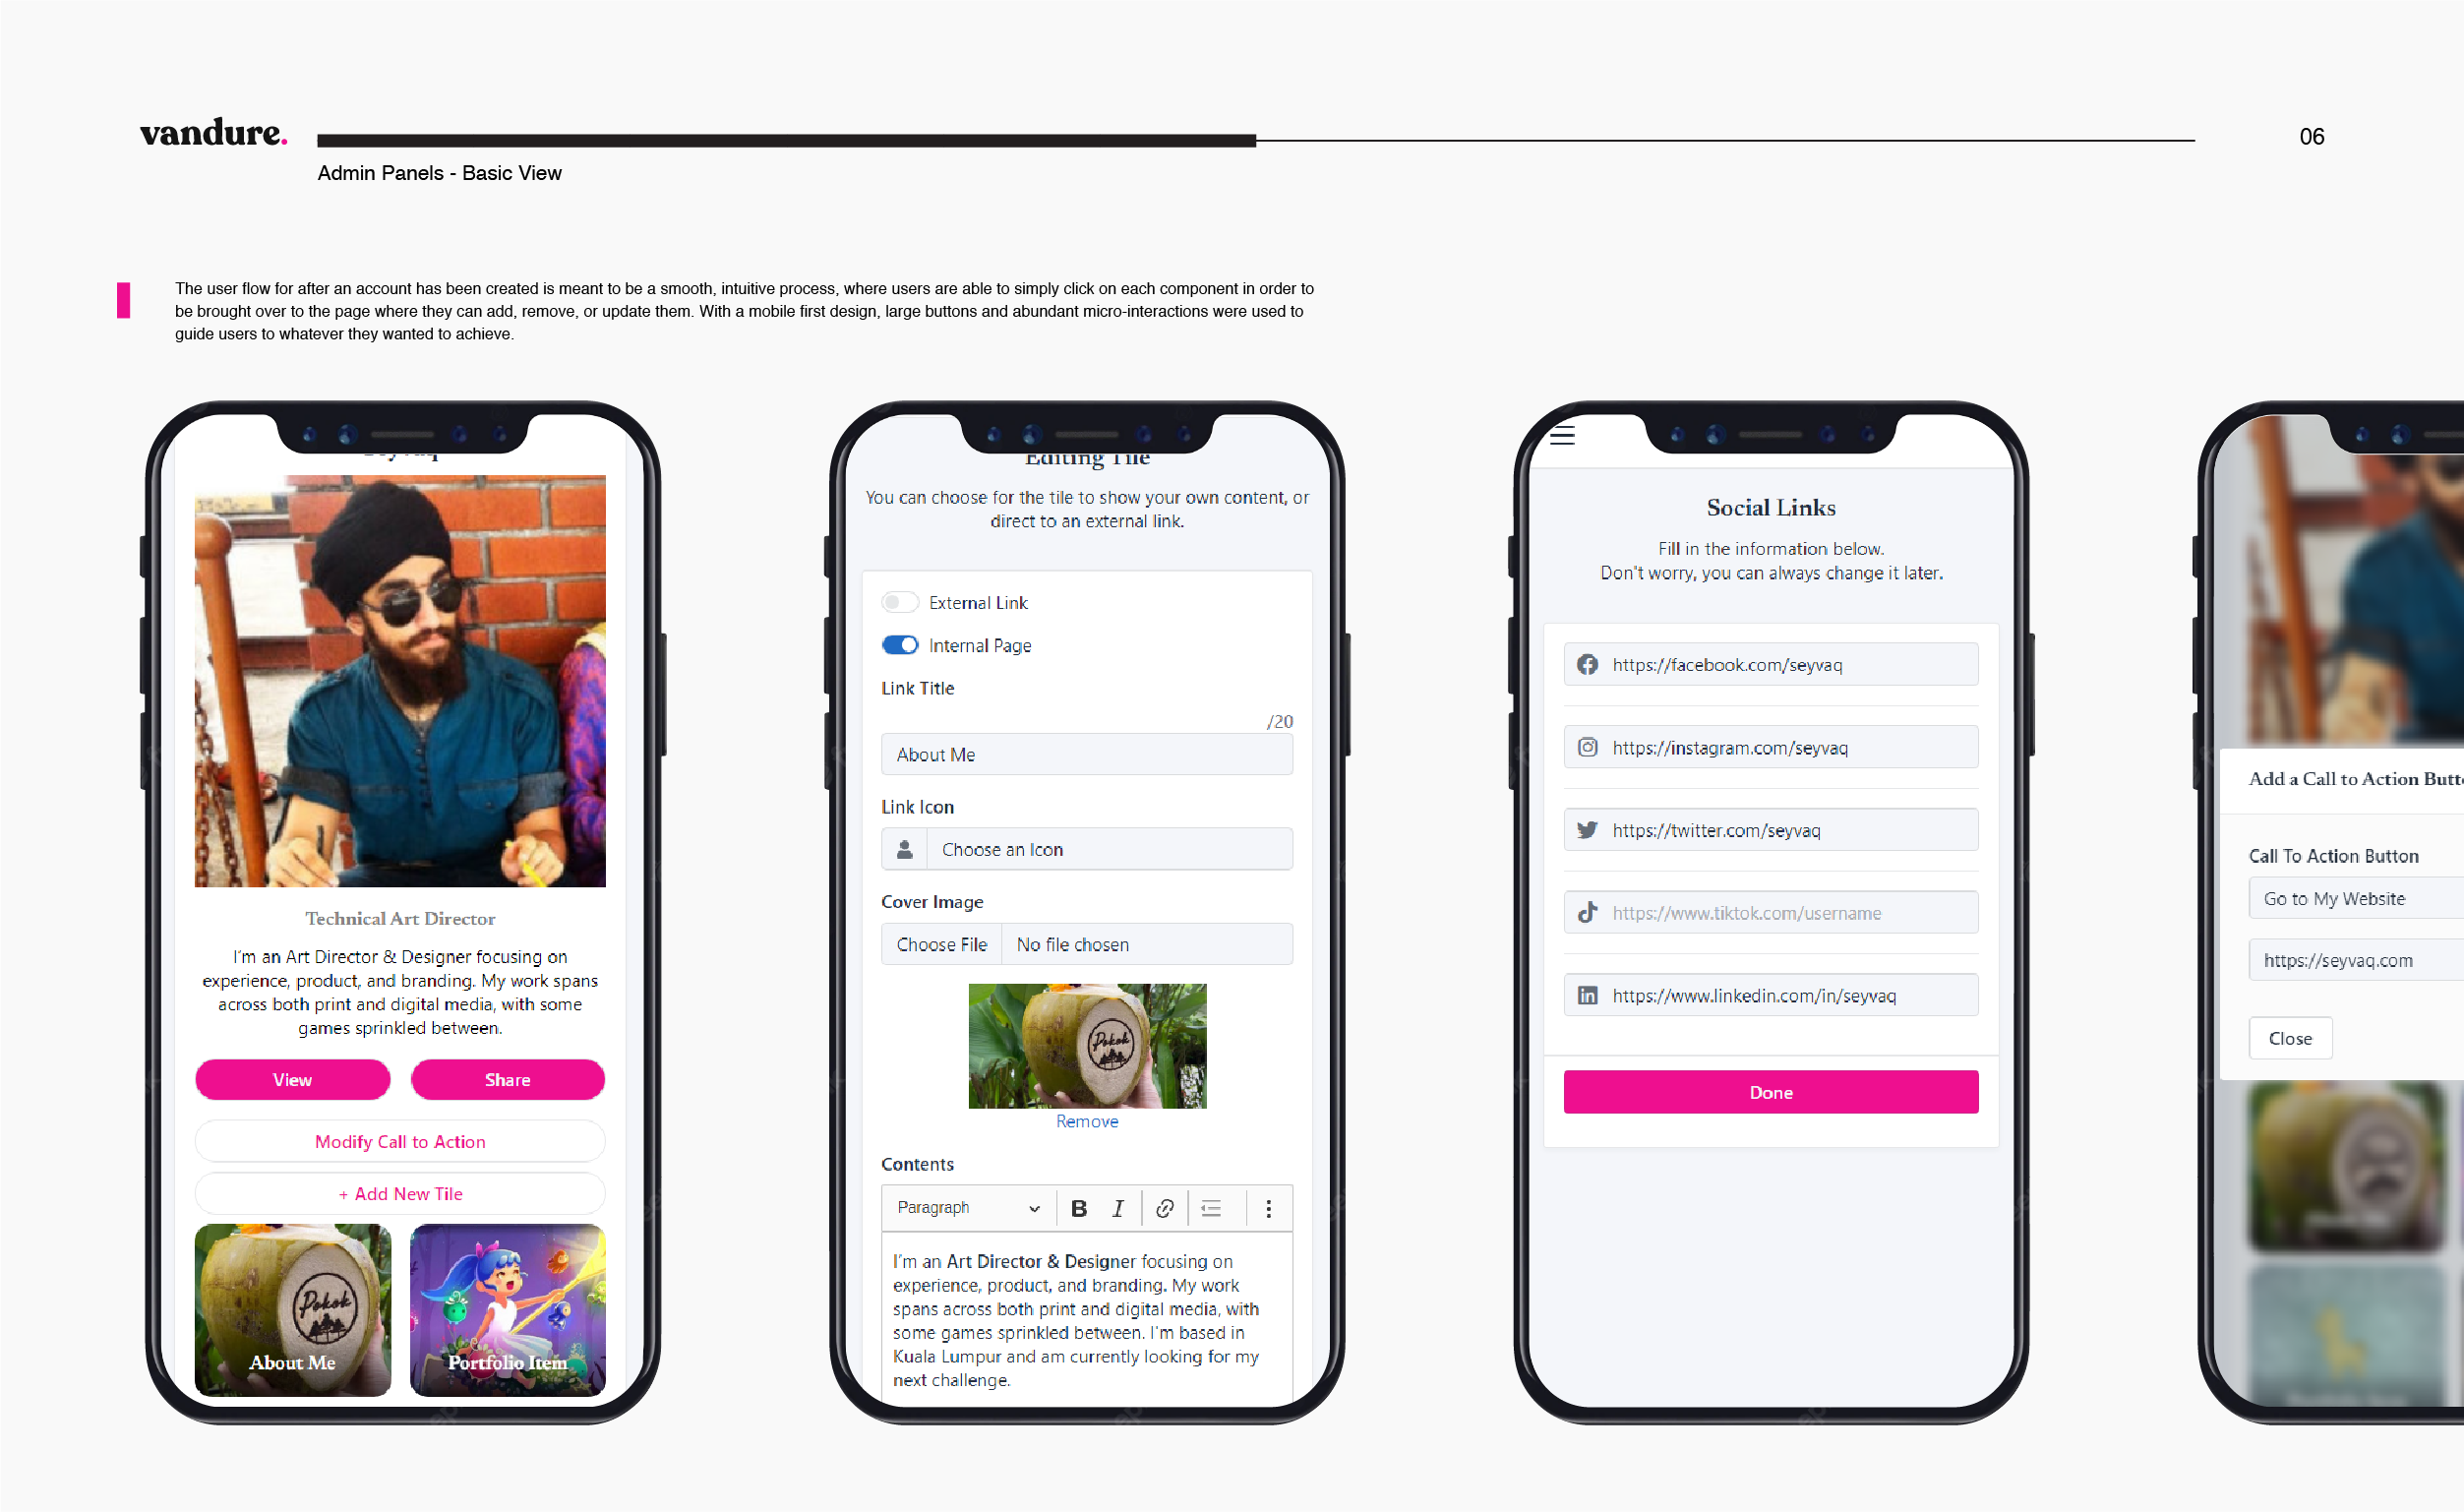 vandure.
06
Admin Panels - Basic View
The user flow for after an account has been created is meant to be a smooth, intuitive process, where users are able to simply click on each component in order to
be brought over to the page where they can add, remove, or update them. With a mobile first design, large buttons and abundant micro-interactions were used to
guide users to whatever they wanted to achieve.
Technical Art Director
I'm an Art Director & Designer focusing on
experience, product, and branding. My work spans
across both print and digital media, with some
games sprinkled between.
View
Share
Modify Call to Action
+ Add New Tile
Pokok
About Me
Portfolio Item
Editing Tile
You can choose for the tile to show your own content, or
direct to an external link.
External Link
Internal Page
Link Title
/20
About Me
Link Icon
Choose an Icon
Cover Image
Choose File
No file chosen
Pokok
Remove
Contents
Paragraph
B I
I'm an Art Director & Designer focusing on
experience, product, and branding. My work
spans across both print and digital media, with
some games sprinkled between. I'm based in
Kuala Lumpur and am currently looking for my
next challenge.
Social Links
Fill in the information below.
Don't worry, you can always change it later.
https://facebook.com/seyvaq
https://instagram.com/seyvaq
https://twitter.com/seyvaq
https://www.tiktok.com/username
https://www.linkedin.com/in/seyvaq
Done
Add a Call to Action Butt
Call To Action Button
Go to My Website
https://seyvaq.com
Close